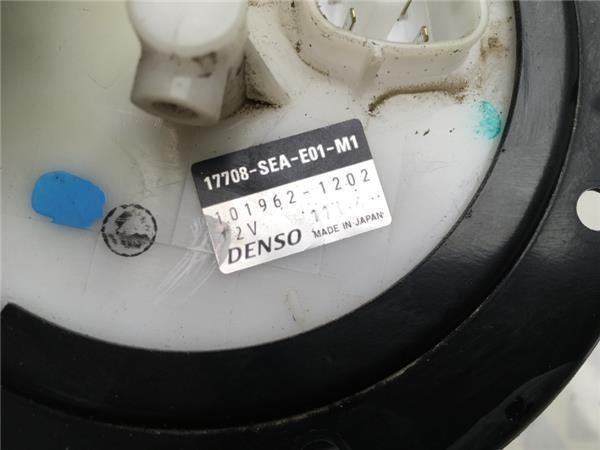 17708-SEA-E01-M1
101962-1202
12V
DENSO MADE IN JAPAN